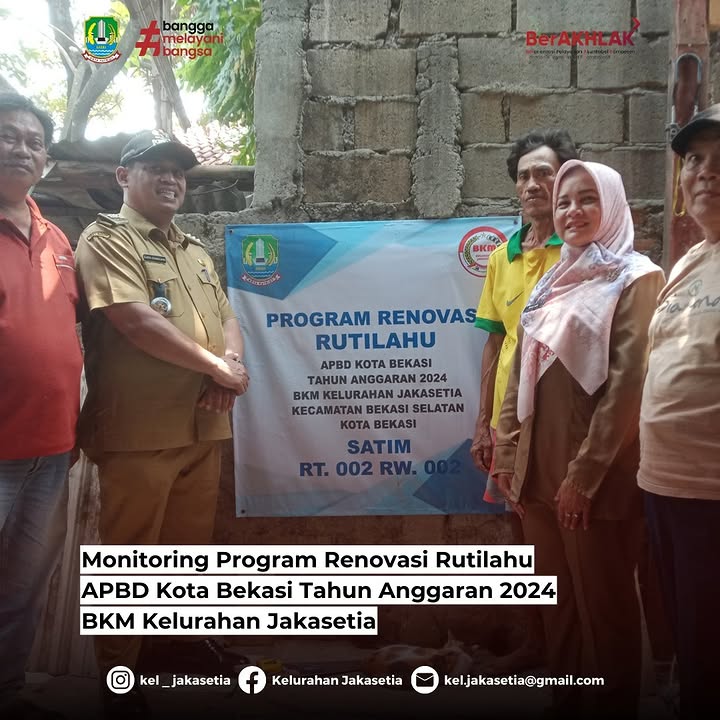 #bangga
melayani
bangsa
BerAKHLAK
BKM
PROGRAM RENOVASI
RUTILAHU
APBD KOTA BEKASI
TAHUN ANGGARAN 2024
BKM KELURAHAN JAKASETIA
KECAMATAN BEKASI SELATAN
KOTA BEKASI
SATIM
RT. 002 RW. 002
Monitoring Program Renovasi Rutilahu
APBD Kota Bekasi Tahun Anggaran 2024
BKM Kelurahan Jakasetia
kel_jakasetia
Kelurahan Jakasetia
kel.jakasetia@gmail.com